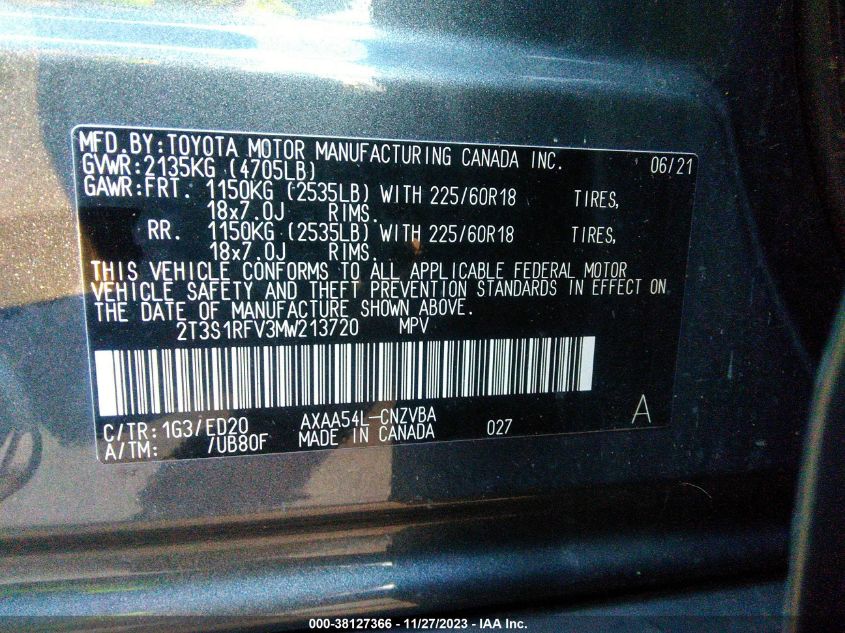 MFD.BY:TOYOTA MOTOR MANUFACTURING CANADA INC. 06/21
GVWR:2135KG (4705LB)
GAWR:FRT. 1150KG (2535LB) WITH 225/60R18 TIRES,
18x7.0J RIMS.
RR. 1150KG (2535LB) WITH 225/60R18 TIRES,
18x7.0J RIMS.
THIS VEHICLE CONFORMS TO ALL APPLICABLE FEDERAL MOTOR
VEHICLE SAFETY AND THEFT PREVENTION STANDARDS IN EFFECT ON
THE DATE OF MANUFACTURE SHOWN ABOVE.
2T3S1RFV3MW213720 MPV
C/TR:1G3/ED20 AXAA54L-CNZVBA A
A/TM: 7UB80F MADE IN CANADA 027
000-38127366 - 11/27/2023 - IAA Inc.